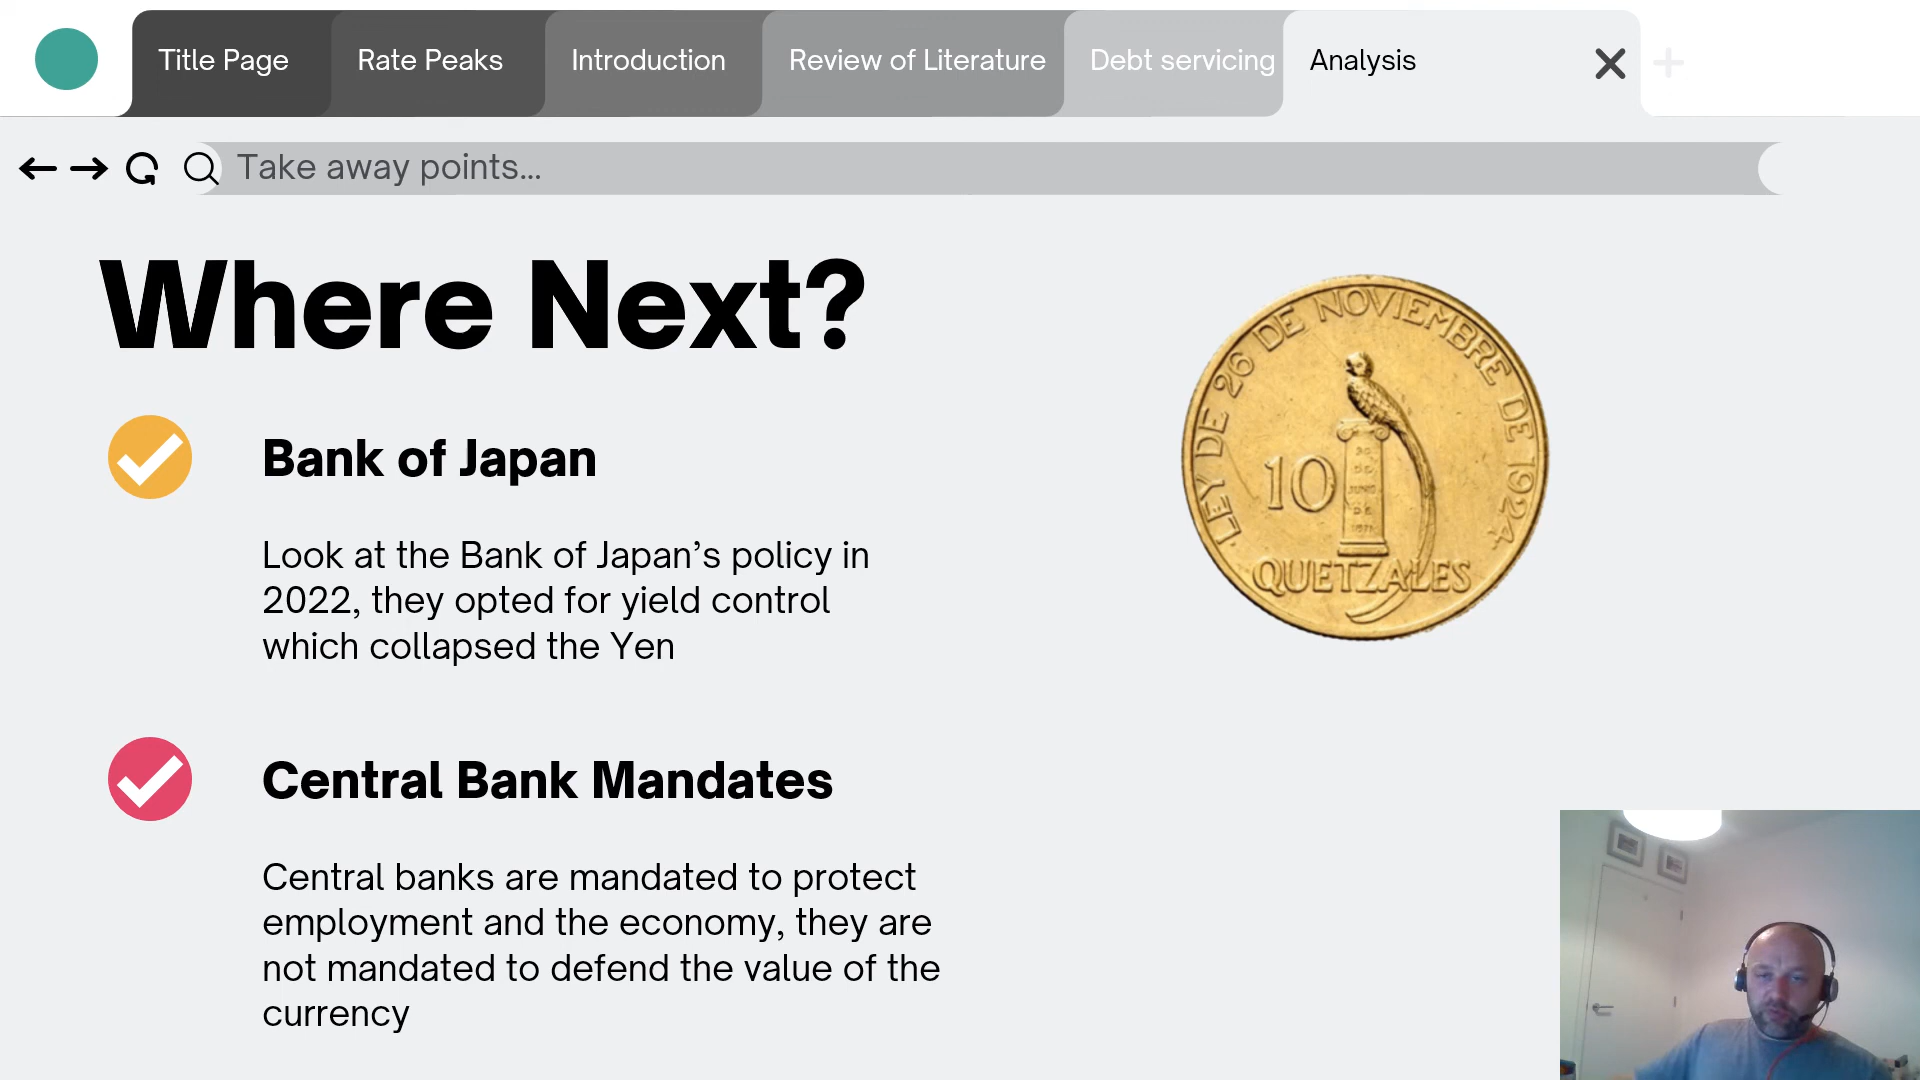 Title Page
Rate Peaks
Introduction
Review of Literature
Debt servicing
Analysis
Take away points...
Where Next?
Bank of Japan
Look at the Bank of Japan’s policy in
2022, they opted for yield control
which collapsed the Yen
Central Bank Mandates
Central banks are mandated to protect
employment and the economy, they are
not mandated to defend the value of the
currency
LEY DE 26 DE NOVIEMBRE DE 1924
10
QUETZALES